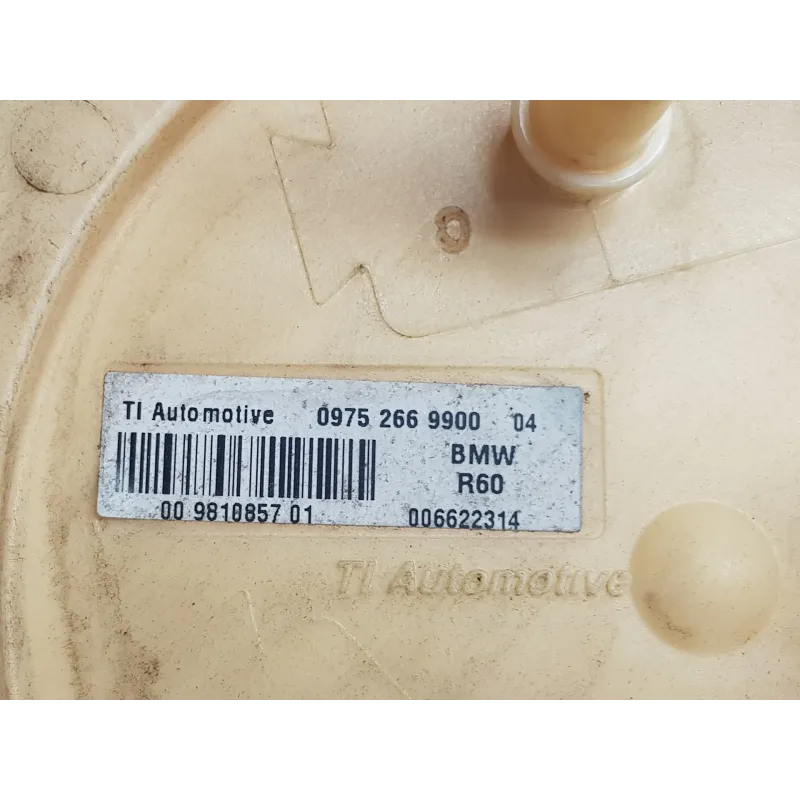 TI Automotive 0975 266 9900 04
BMW
R60
00 9810857 01 006622314
TI Automotive